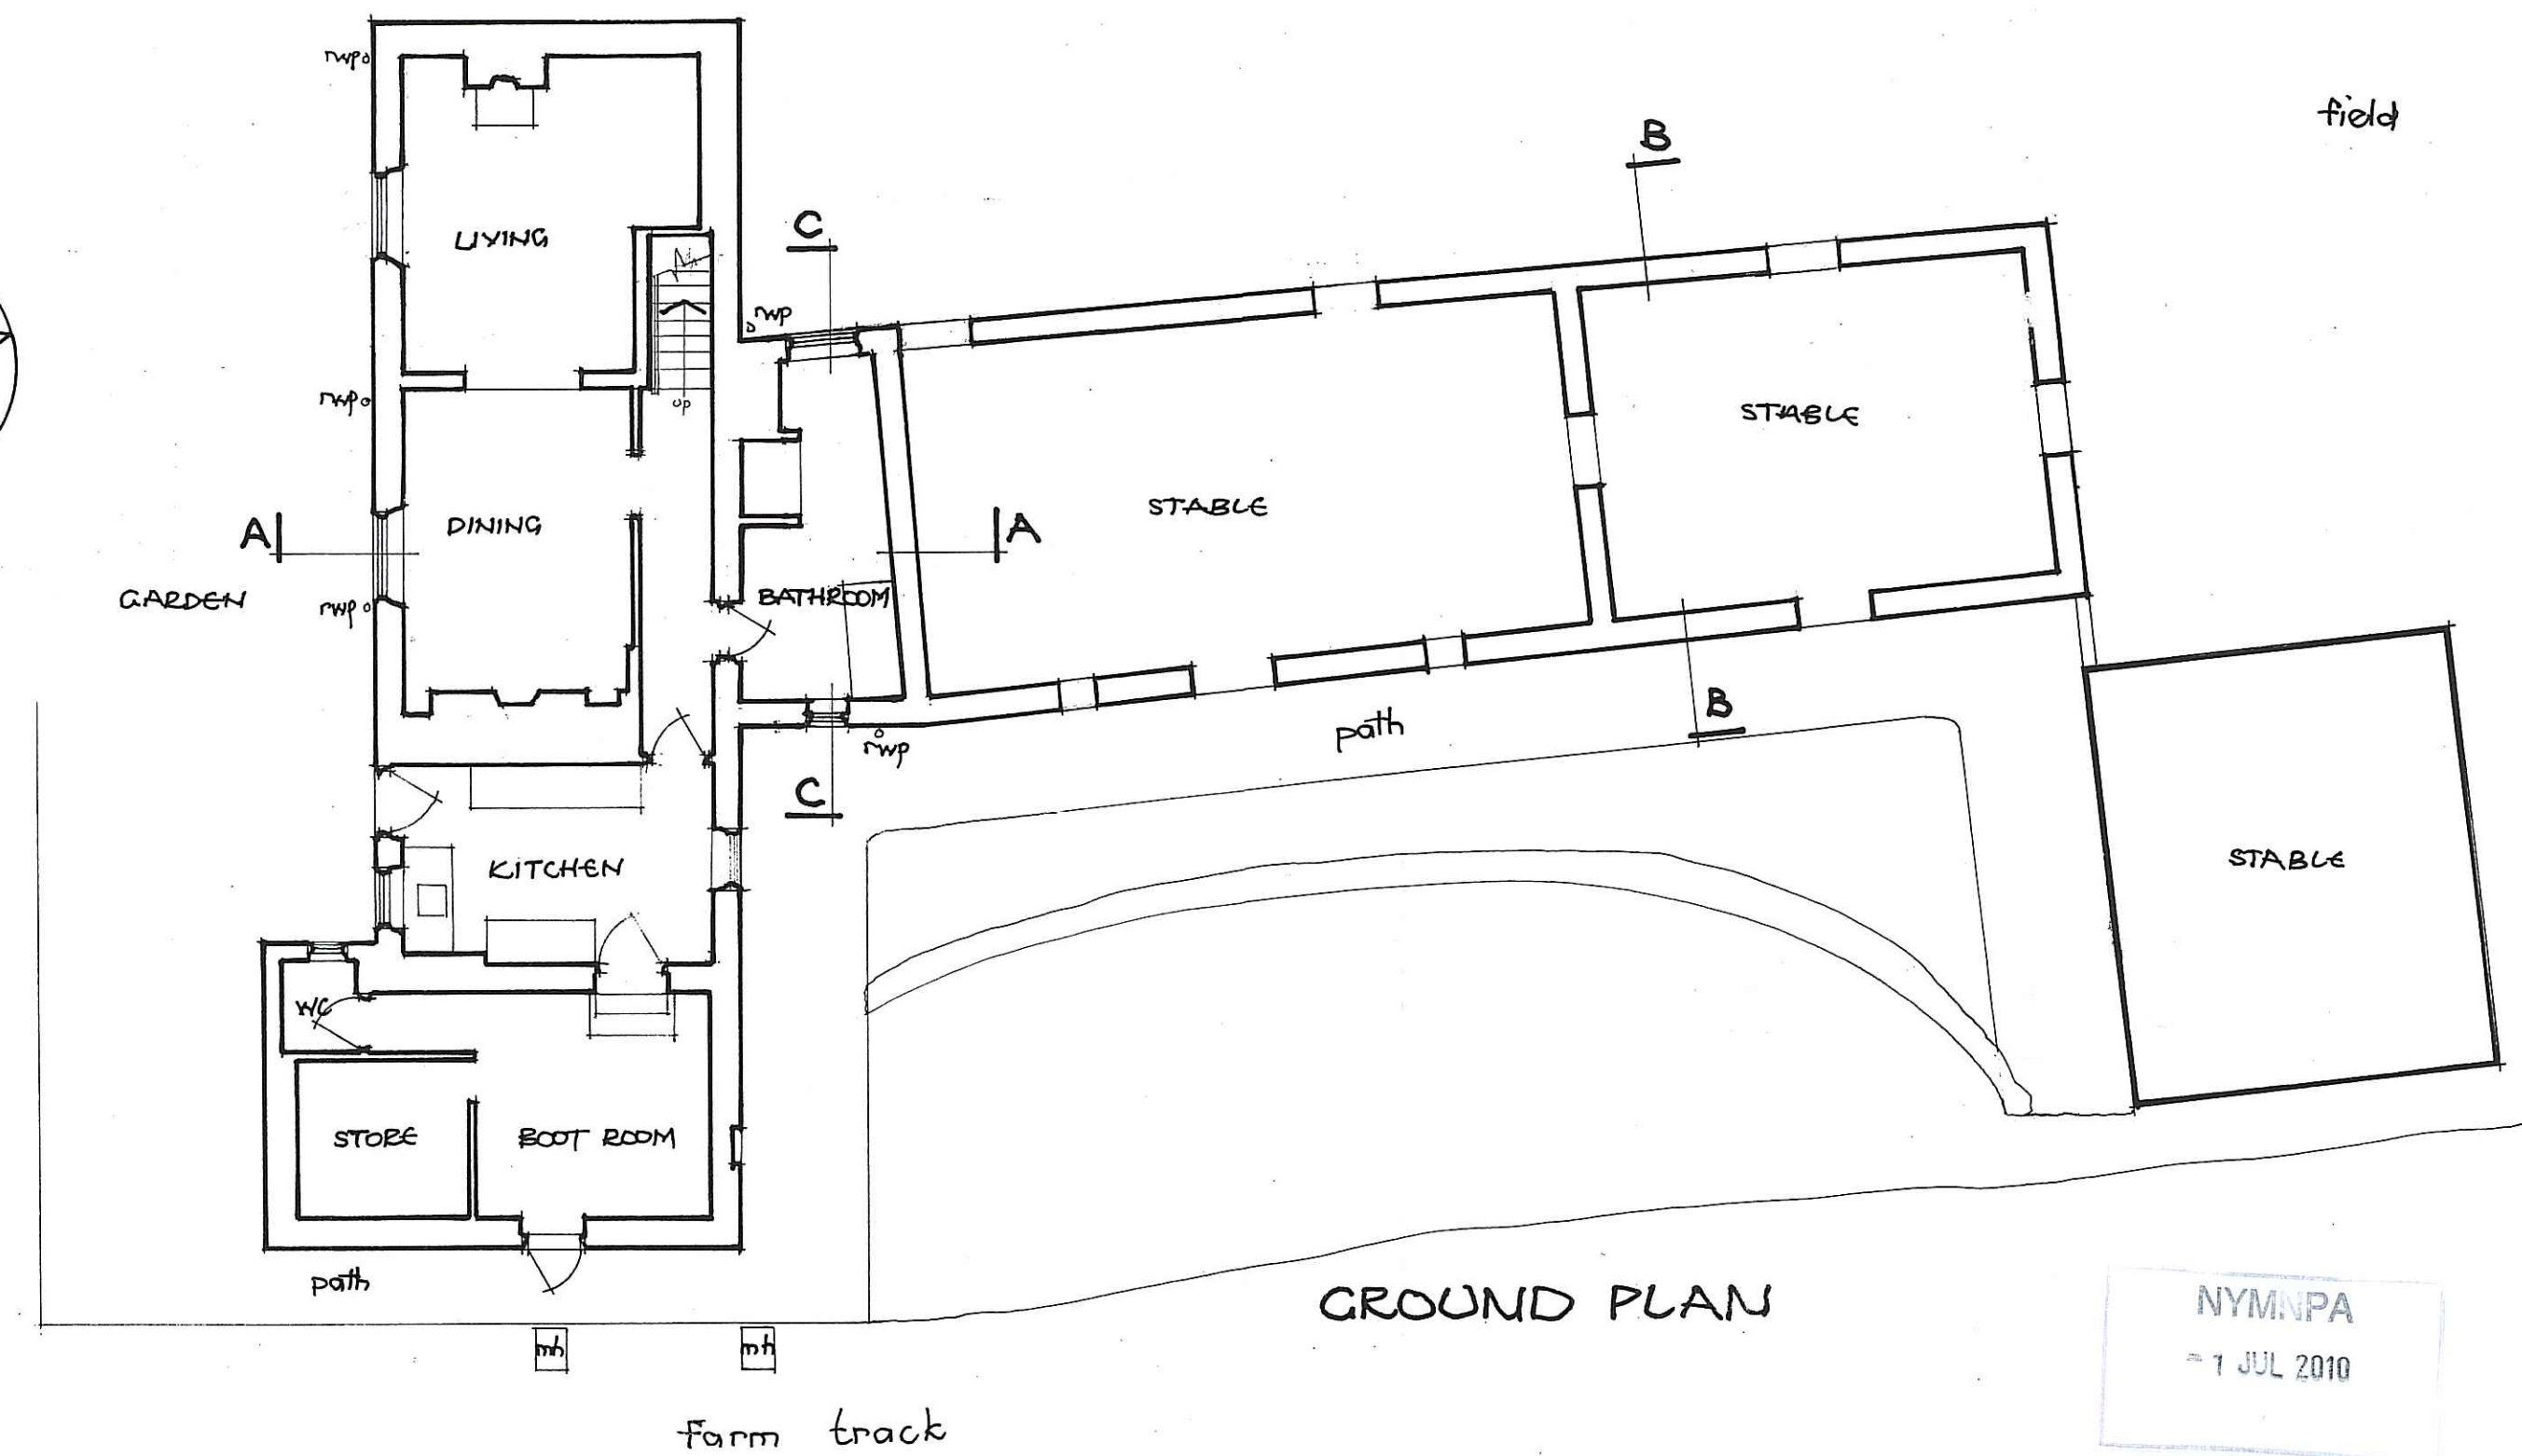 rwp
field
B
C
LIVING
rwp
rwp
up
STABLE
STABLE
A
DINING
A
GARDEN
rwp
BATHROOM
path
B
rwp
C
KITCHEN
STABLE
WC
STORE
BOOT ROOM
path
GROUND PLAN
NYMNPA
- 1 JUL 2010
mh
mh
Farm track